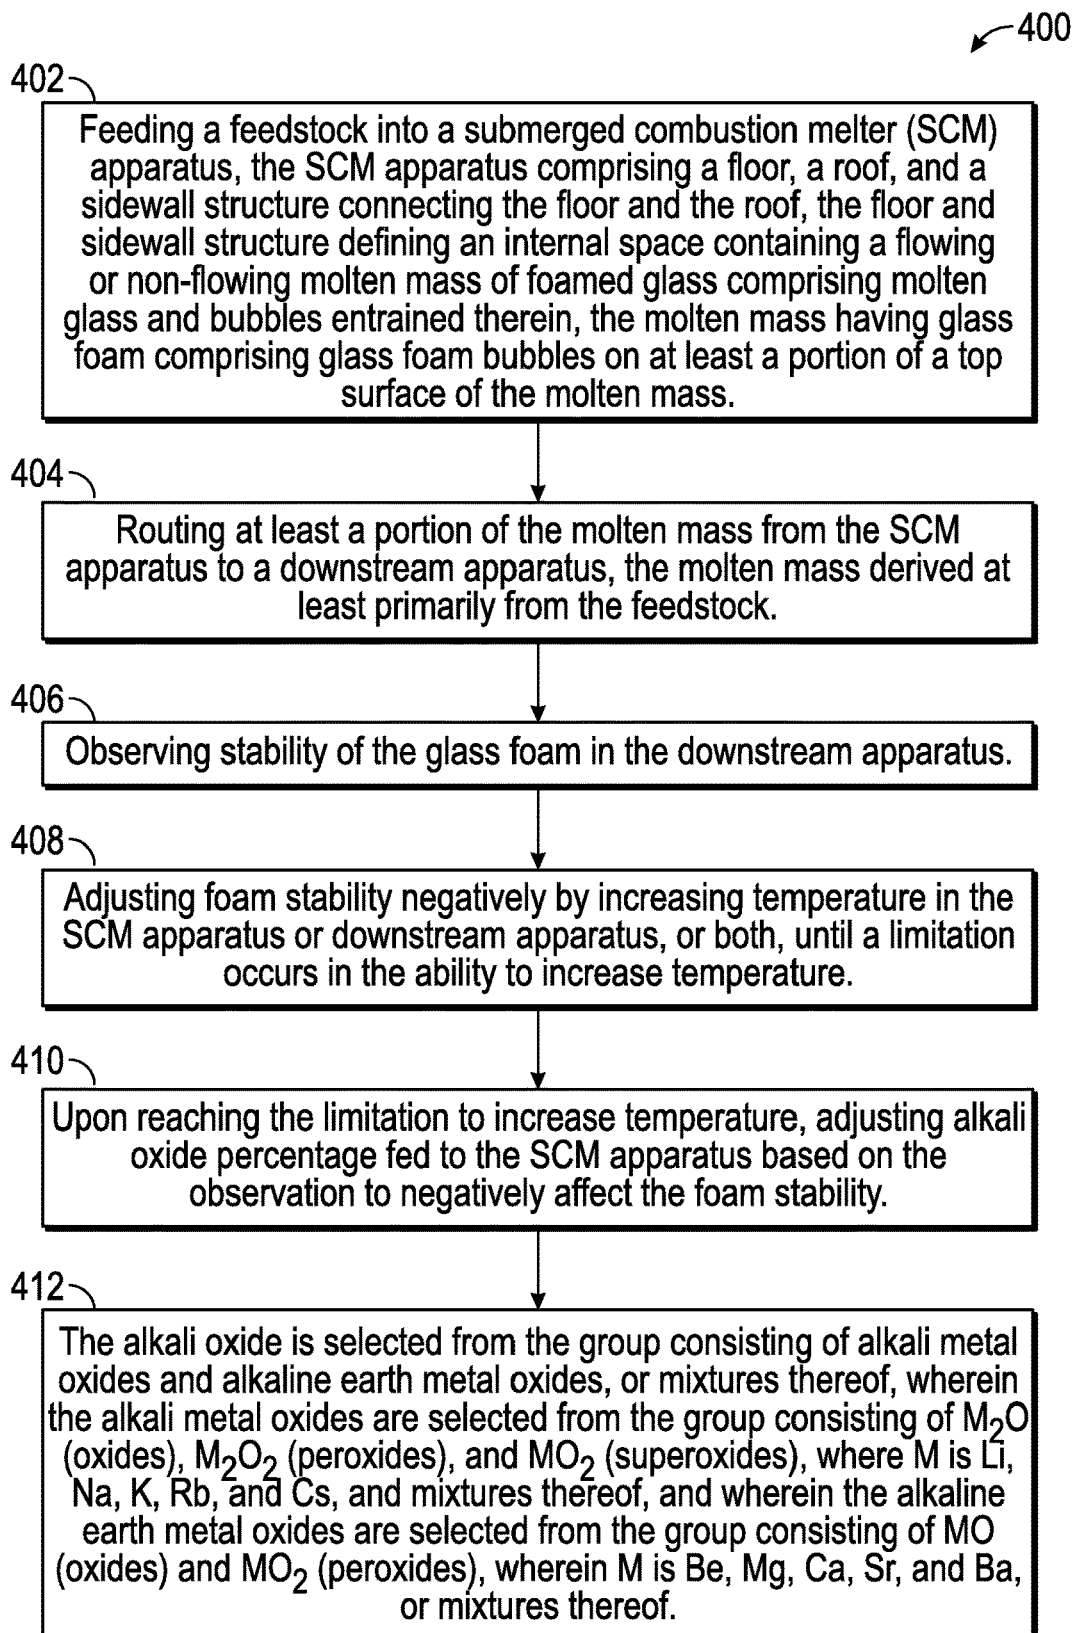 400
402
Feeding a feedstock into a submerged combustion melter (SCM)
apparatus, the SCM apparatus comprising a floor, a roof, and a
sidewall structure connecting the floor and the roof, the floor and
sidewall structure defining an internal space containing a flowing
or non-flowing molten mass of foamed glass comprising molten
glass and bubbles entrained therein, the molten mass having glass
foam comprising glass foam bubbles on at least a portion of a top
surface of the molten mass.
404
Routing at least a portion of the molten mass from the SCM
apparatus to a downstream apparatus, the molten mass derived at
least primarily from the feedstock.
406
Observing stability of the glass foam in the downstream apparatus.
408
Adjusting foam stability negatively by increasing temperature in the
SCM apparatus or downstream apparatus, or both, until a limitation
occurs in the ability to increase temperature.
410
Upon reaching the limitation to increase temperature, adjusting alkali
oxide percentage fed to the SCM apparatus based on the
observation to negatively affect the foam stability.
412
The alkali oxide is selected from the group consisting of alkali metal
oxides and alkaline earth metal oxides, or mixtures thereof, wherein
the alkali metal oxides are selected from the group consisting of M₂O
(oxides), M₂O₂ (peroxides), and MO₂ (superoxides), where M is Li,
Na, K, Rb, and Cs, and mixtures thereof, and wherein the alkaline
earth metal oxides are selected from the group consisting of MO
(oxides) and MO₂ (peroxides), wherein M is Be, Mg, Ca, Sr, and Ba,
or mixtures thereof.